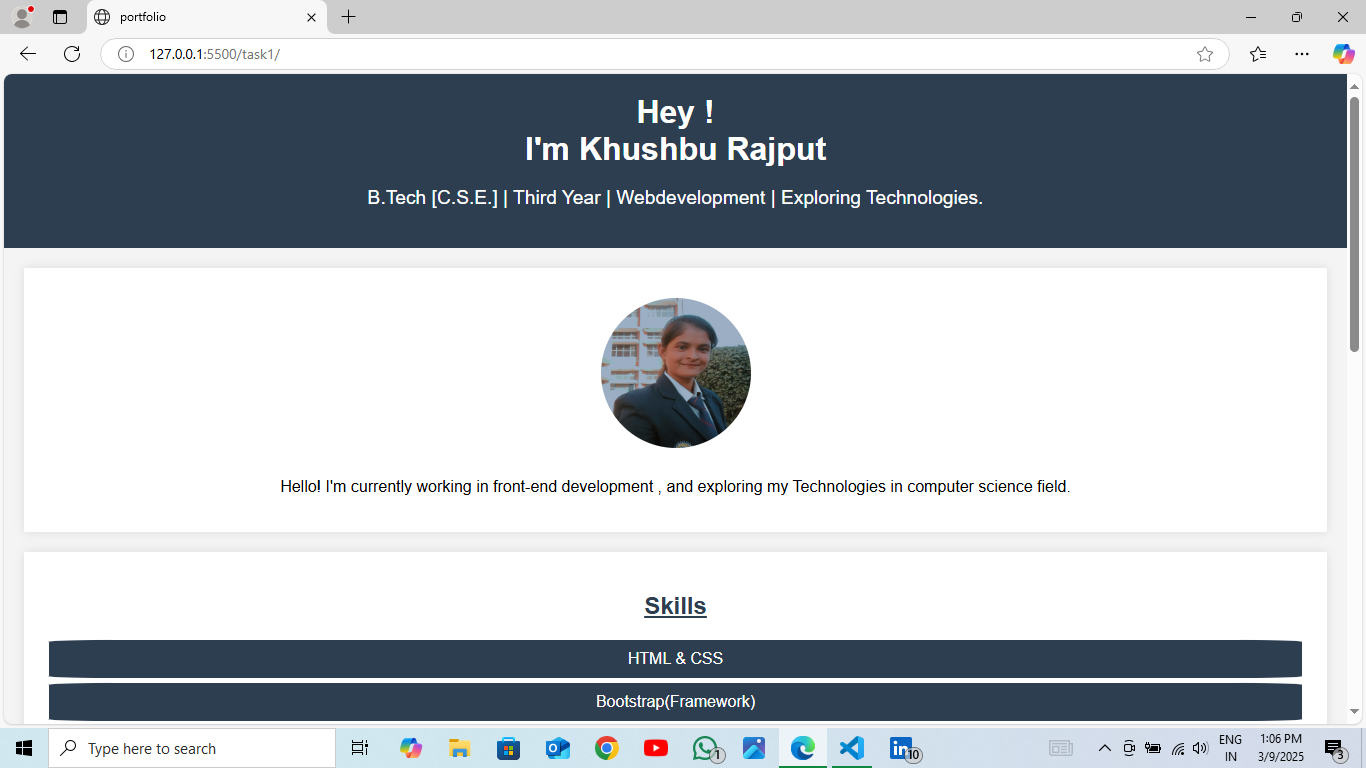 portfolio
127.0.0.1:5500/task1/
Hey !
I'm Khushbu Rajput
B.Tech [C.S.E.] | Third Year | Webdevelopment | Exploring Technologies.
Hello! I'm currently working in front-end development , and exploring my Technologies in computer science field.
Skills
HTML & CSS
Bootstrap(Framework)
Type here to search
1
10
ENG
IN
1:06 PM
3/9/2025
3